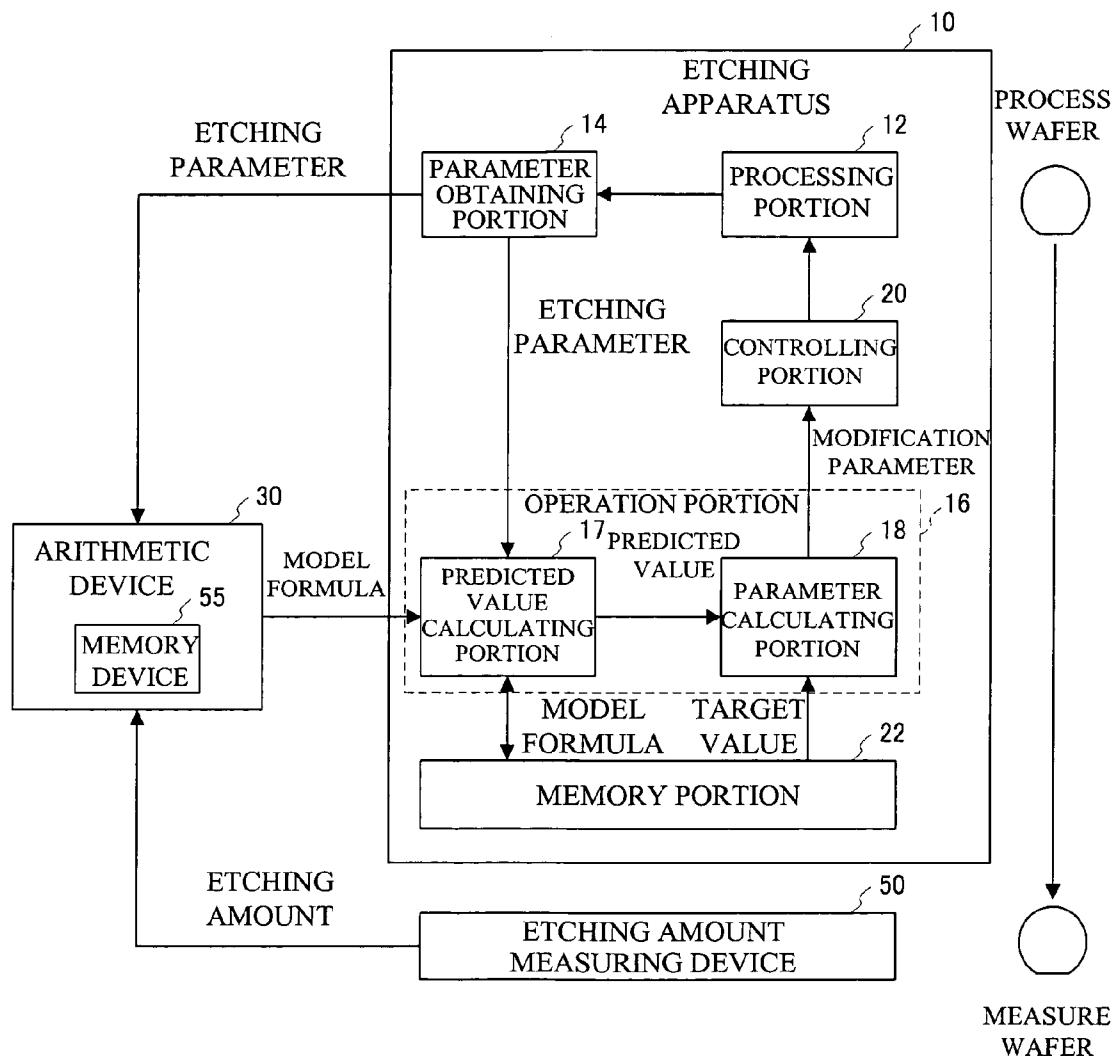 10
ETCHING
APPARATUS
PROCESS
WAFER
ETCHING
PARAMETER
14
12
PARAMETER
OBTAINING
PORTION
PROCESSING
PORTION
ETCHING
PARAMETER
20
CONTROLLING
PORTION
MODIFICATION
PARAMETER
30
OPERATION PORTION
16
ARITHMETIC
DEVICE
MODEL
FORMULA
17
PREDICTED
VALUE
18
55
MEMORY
DEVICE
PREDICTED
VALUE
CALCULATING
PORTION
PARAMETER
CALCULATING
PORTION
MODEL
FORMULA
TARGET
VALUE
22
MEMORY PORTION
ETCHING
AMOUNT
50
ETCHING AMOUNT
MEASURING DEVICE
MEASURE
WAFER